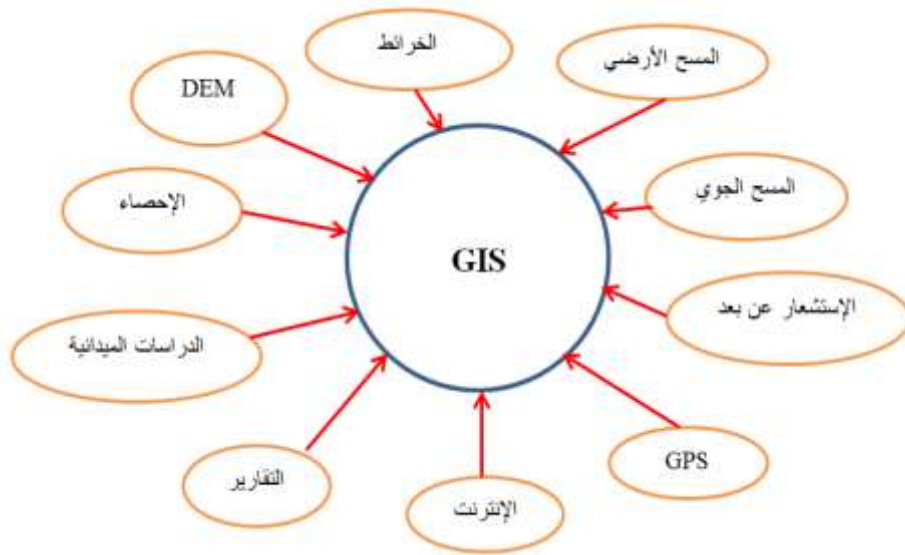 الخرائط
المسح الأرضي
DEM
المسح الجوي
الإحصاء
GIS
الإستشعار عن بعد
الدراسات الميدانية
GPS
التقارير
الإنترنت